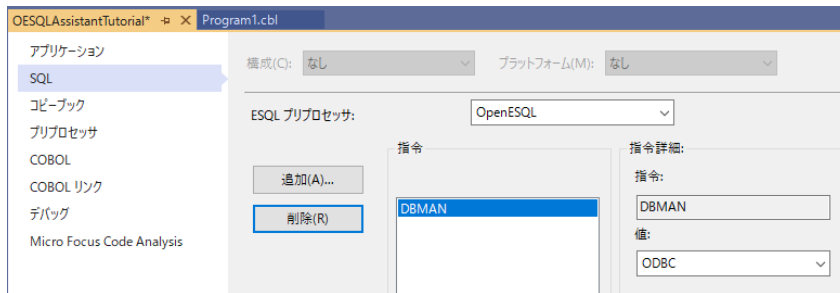 OESQLAssistantTutorial* Program1.cbl
アプリケーション
SQL
コピーブック
プリプロセッサ
COBOL
COBOL リンク
デバッグ
Micro Focus Code Analysis
構成(C): なし プラットフォーム(M): なし
ESQL プリプロセッサ: OpenESQL
追加(A)...
削除(R)
指令
DBMAN
指令詳細:
指令:
DBMAN
値:
ODBC